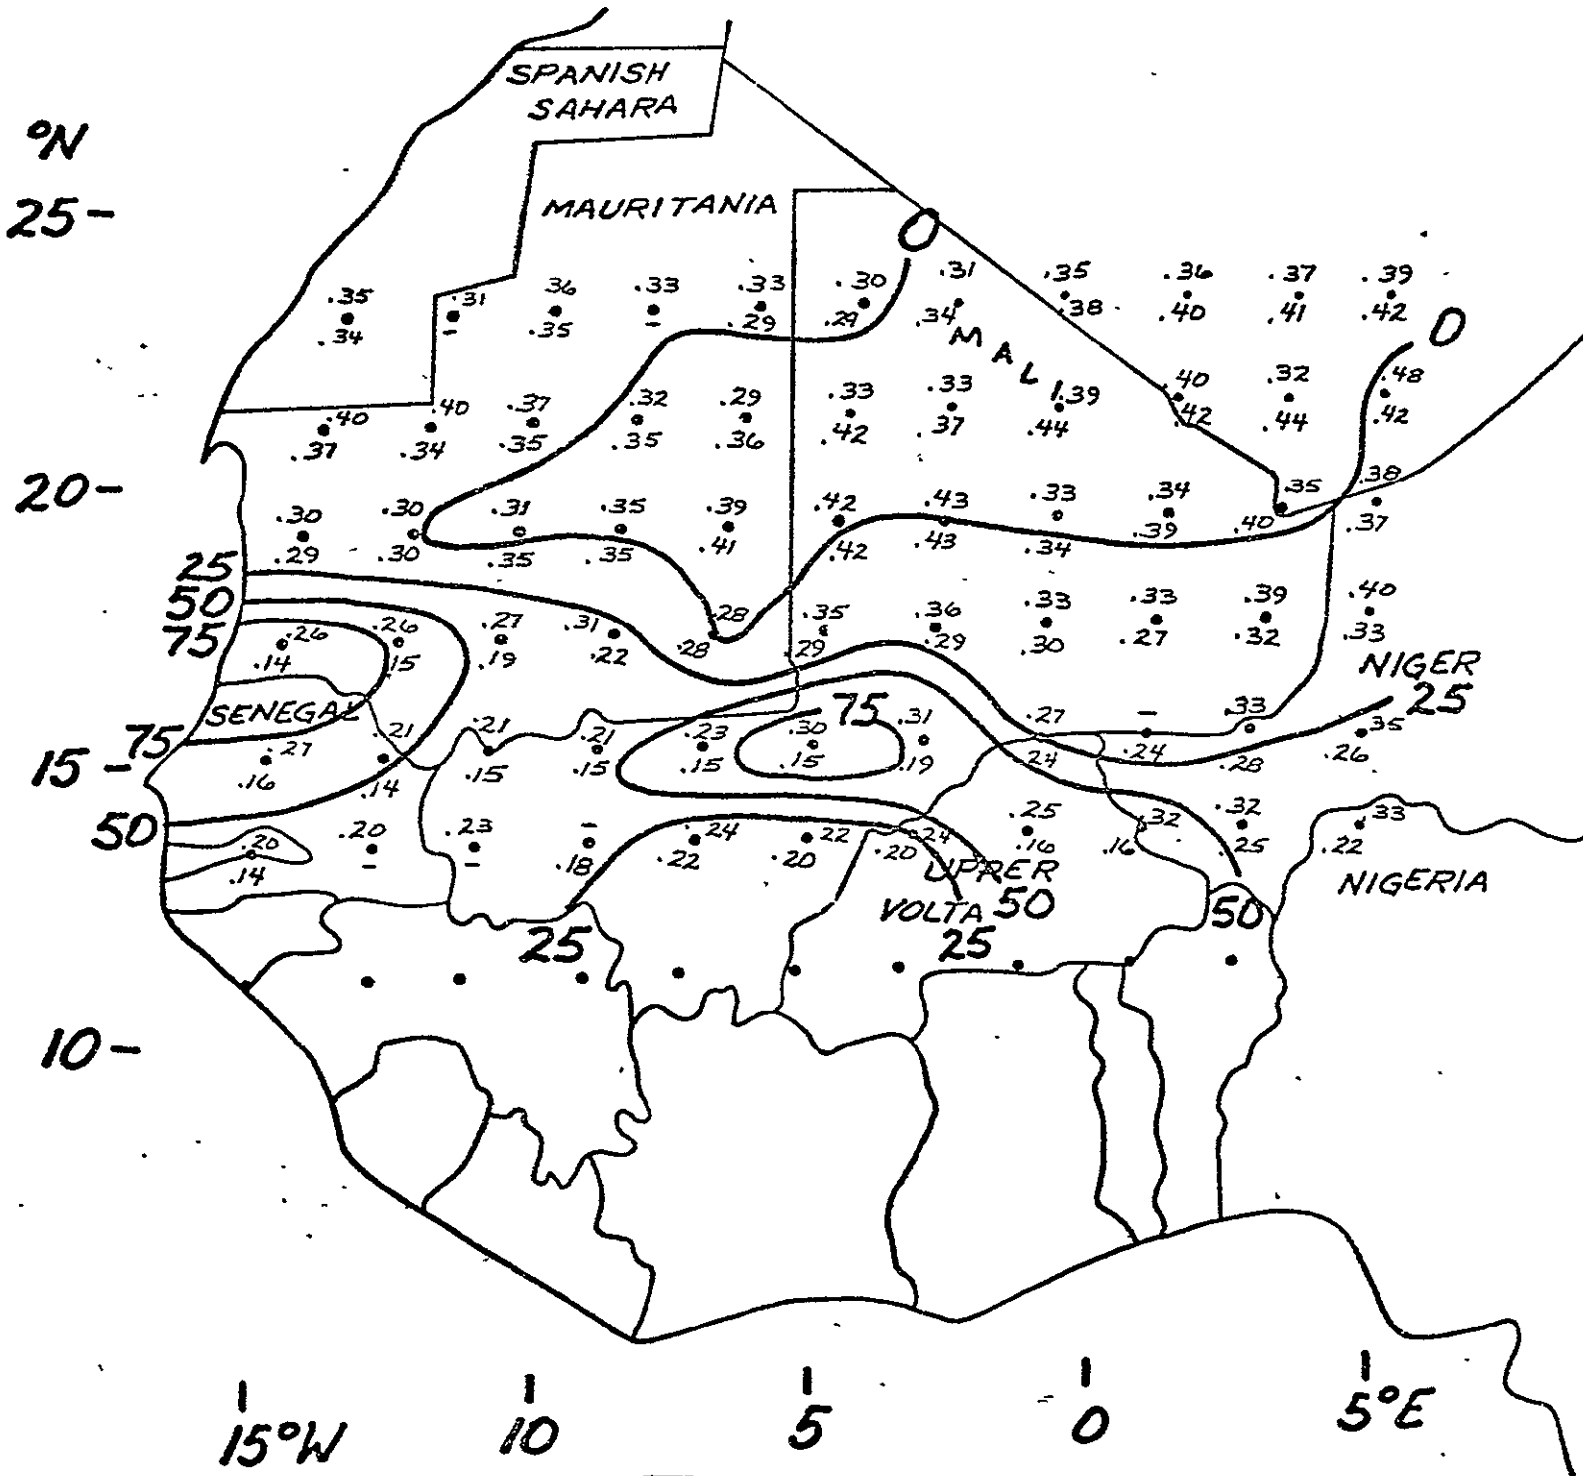 SPANISH
SAHARA
°N
25-
MAURITANIA
0
.35 .31 36 .33 .33 .30 .31 .35 .36 .37 .39
.34 - .35 - .29 .29 .34 .38 .40 .41 .42
MALI
0
.40 .40 .37 .32 .29 .33 .33 .39 .40 .32 .48
.37 .34 .35 .35 .36 .42 .37 .44 .42 .44 .42
20-
.30 .30 .31 .35 .39 .42 .43 .33 .34 .35 .38
.29 .30 .35 .35 .41 .42 .43 .34 .39 .40 .37
25
50
75
.26 .26 .27 .31 .28 .35 .36 .33 .33 .39 .40
.14 .15 .19 .22 .28 .29 .29 .30 .27 .32 .33
NIGER
25
SENEGAL
75
75
15-
.27 .21 .21 .21 .23 .30 .31 .27 - .33 .35
.16 .14 .15 .15 .15 .15 .19 .24 .24 .28 .26
50
.20 .20 .23 - .24 .22 .24 .25 .32 .32 .33
.14 - - .18 .22 .20 .20 .16 .16 .25 .22
UPPER
VOLTA
50
50
NIGERIA
25
25
10-
15°W 10 5 0 5°E